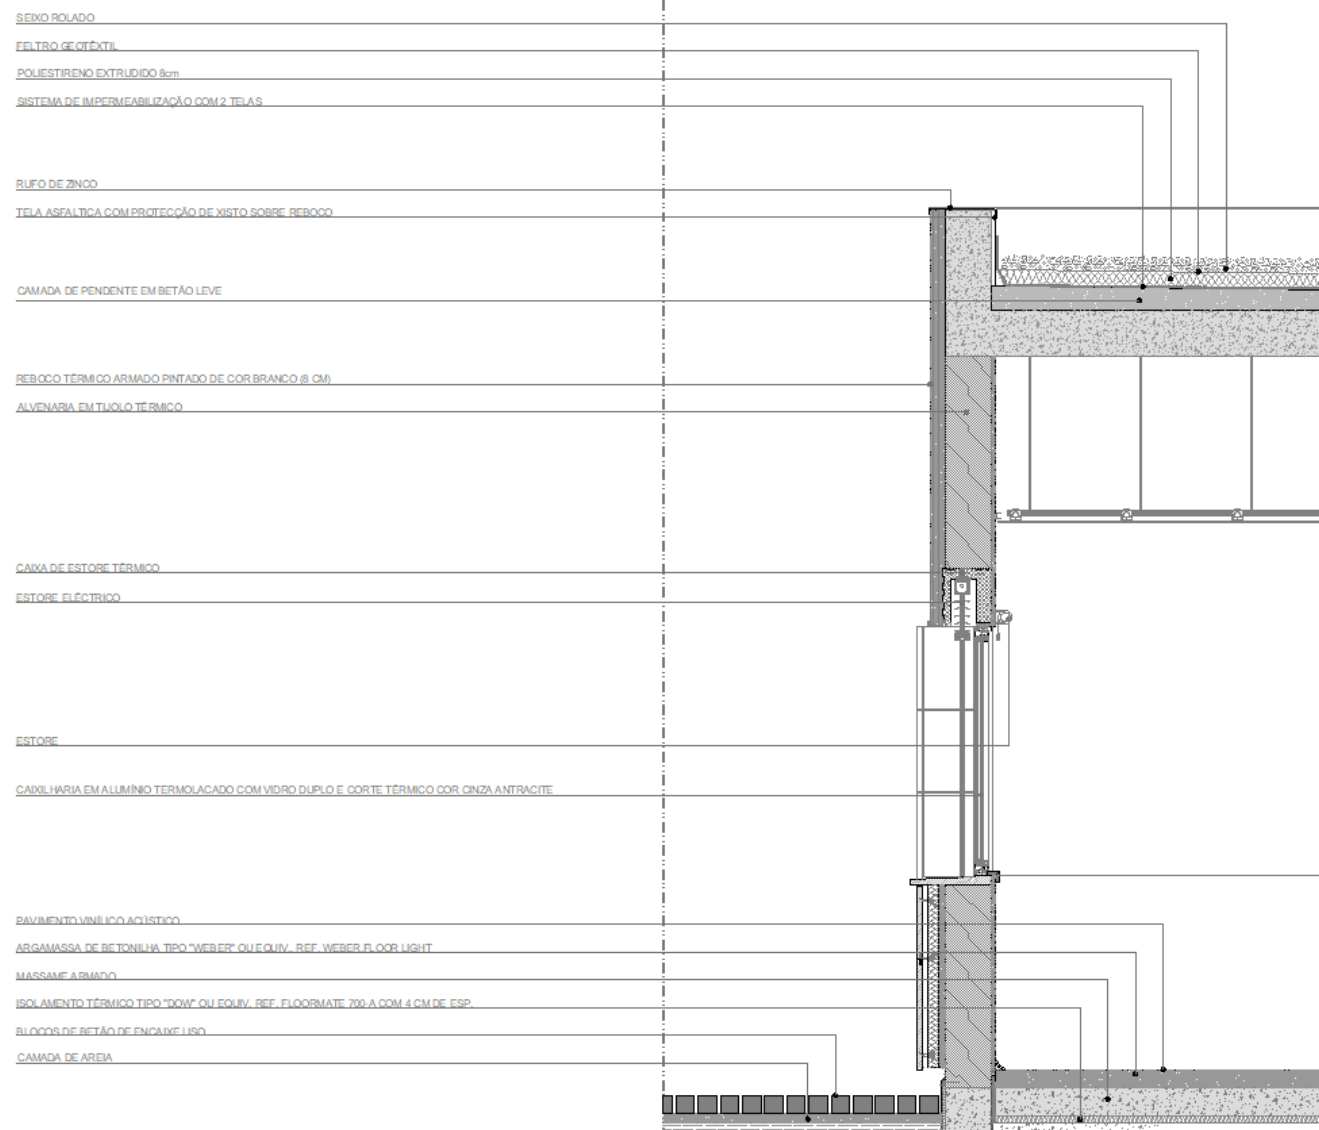 SEIXO ROLADO
FELTRO GEOTÊXTIL
POLIESTIRENO EXTRUDIDO 8cm
SISTEMA DE IMPERMEABILIZAÇÃO COM 2 TELAS
RUFO DE ZINCO
TELA ASFALTICA COM PROTECÇÃO DE XISTO SOBRE REBOCO
CAMADA DE PENDENTE EM BETÃO LEVE
REBOCO TÉRMICO ARMADO PINTADO DE COR BRANCO (8 CM)
ALVENARIA EM TIJOLO TÉRMICO
CAIXA DE ESTORE TÉRMICO
ESTORE ELÉCTRICO
ESTORE
CAIXILHARIA EM ALUMÍNIO TERMOLACADO COM VIDRO DUPLO E CORTE TÉRMICO COR CINZA ANTRACITE
PAVIMENTO VINÍLICO ACÚSTICO
ARGAMASSA DE BETONILHA TIPO "WEBER" OU EQUIV.. REF. WEBER.FLOOR LIGHT
MASSAME ARMADO
ISOLAMENTO TÉRMICO TIPO "DOW" OU EQUIV. REF. FLOORMATE 700-A COM 4 CM DE ESP.
BLOCOS DE BETÃO DE ENCAIXE LISO
CAMADA DE AREIA